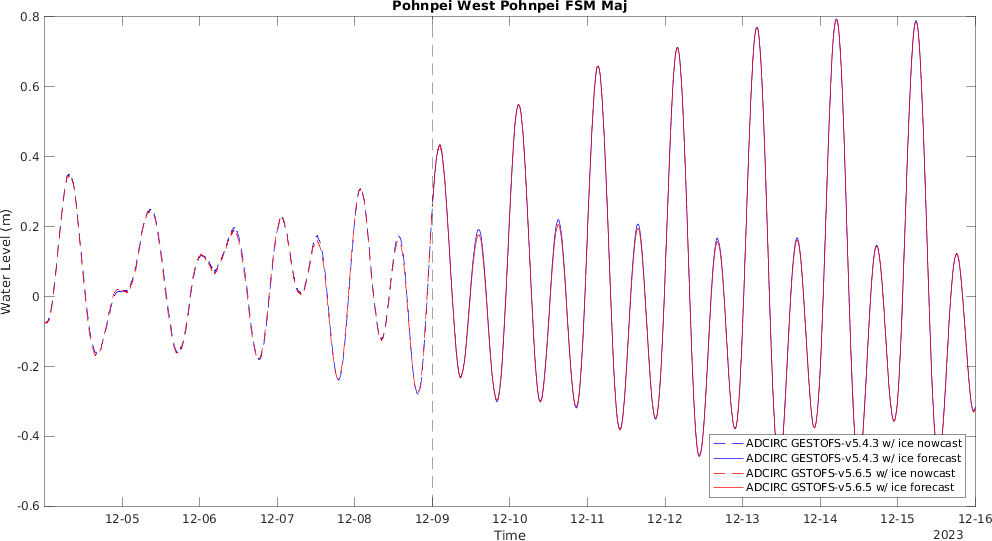 Pohnpei West Pohnpei FSM Maj
0.8
0.6
0.4
0.2
0
-0.2
-0.4
-0.6
Water Level (m)
12-05 12-06 12-07 12-08 12-09 12-10 12-11 12-12 12-13 12-14 12-15 12-16
Time
2023
ADCIRC GESTOFS-v5.4.3 w/ ice nowcast
ADCIRC GESTOFS-v5.4.3 w/ ice forecast
ADCIRC GSTOFS-v5.6.5 w/ ice nowcast
ADCIRC GSTOFS-v5.6.5 w/ ice forecast